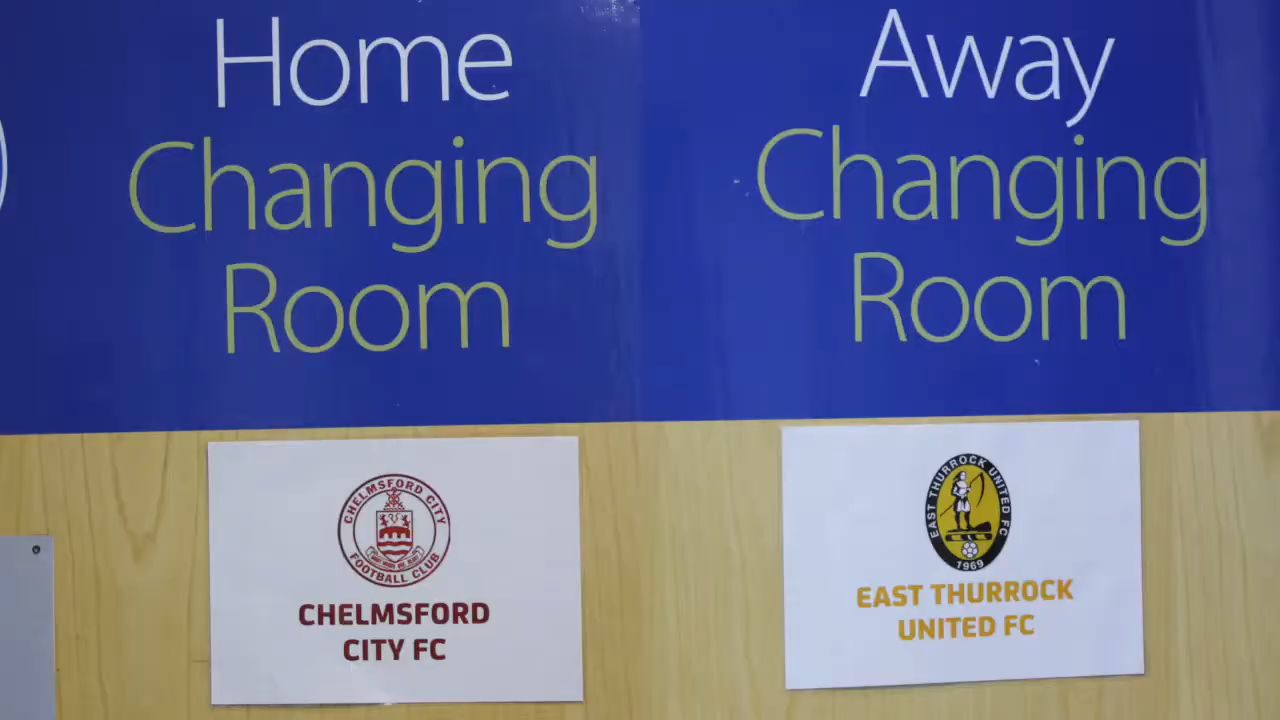 Home
Changing
Room
Away
Changing
Room
CHELMSFORD CITY
FOOTBALL CLUB
CHELMSFORD
CITY FC
EAST THURROCK UNITED FC
1969
EAST THURROCK
UNITED FC